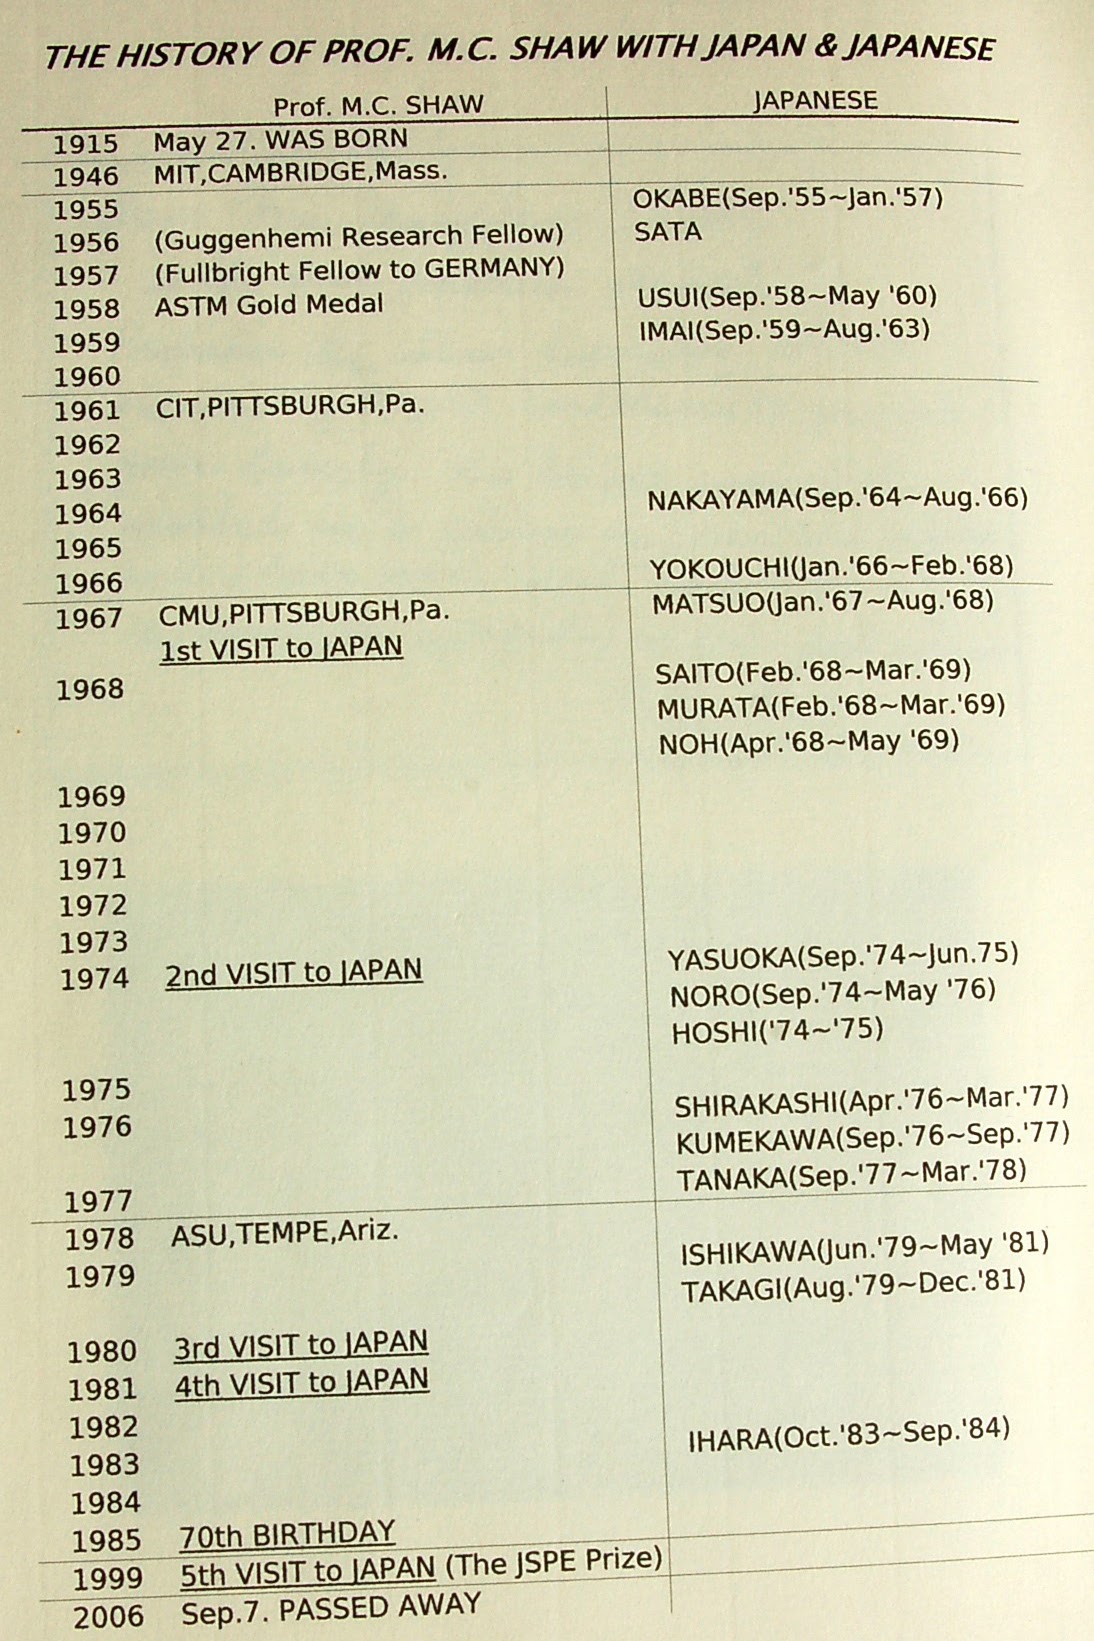 THE HISTORY OF PROF. M.C. SHAW WITH JAPAN & JAPANESE
Prof. M.C. SHAW JAPANESE
1915 May 27. WAS BORN
1946 MIT,CAMBRIDGE,Mass.
1955 OKABE(Sep.'55~Jan.'57)
1956 (Guggenhemi Research Fellow) SATA
1957 (Fullbright Fellow to GERMANY)
1958 ASTM Gold Medal USUI(Sep.'58~May '60)
1959 IMAI(Sep.'59~Aug.'63)
1960
1961 CIT,PITTSBURGH,Pa.
1962
1963
1964 NAKAYAMA(Sep.'64~Aug.'66)
1965
1966 YOKOUCHI(Jan.'66~Feb.'68)
1967 CMU,PITTSBURGH,Pa. MATSUO(Jan.'67~Aug.'68)
1st VISIT to JAPAN
1968 SAITO(Feb.'68~Mar.'69)
MURATA(Feb.'68~Mar.'69)
NOH(Apr.'68~May '69)
1969
1970
1971
1972
1973
1974 2nd VISIT to JAPAN YASUOKA(Sep.'74~Jun.75)
NORO(Sep.'74~May '76)
HOSHI('74~'75)
1975
1976 SHIRAKASHI(Apr.'76~Mar.'77)
KUMEKAWA(Sep.'76~Sep.'77)
1977 TANAKA(Sep.'77~Mar.'78)
1978 ASU,TEMPE,Ariz.
1979 ISHIKAWA(Jun.'79~May '81)
TAKAGI(Aug.'79~Dec.'81)
1980 3rd VISIT to JAPAN
1981 4th VISIT to JAPAN
1982
1983 IHARA(Oct.'83~Sep.'84)
1984
1985 70th BIRTHDAY
1999 5th VISIT to JAPAN (The JSPE Prize)
2006 Sep.7. PASSED AWAY